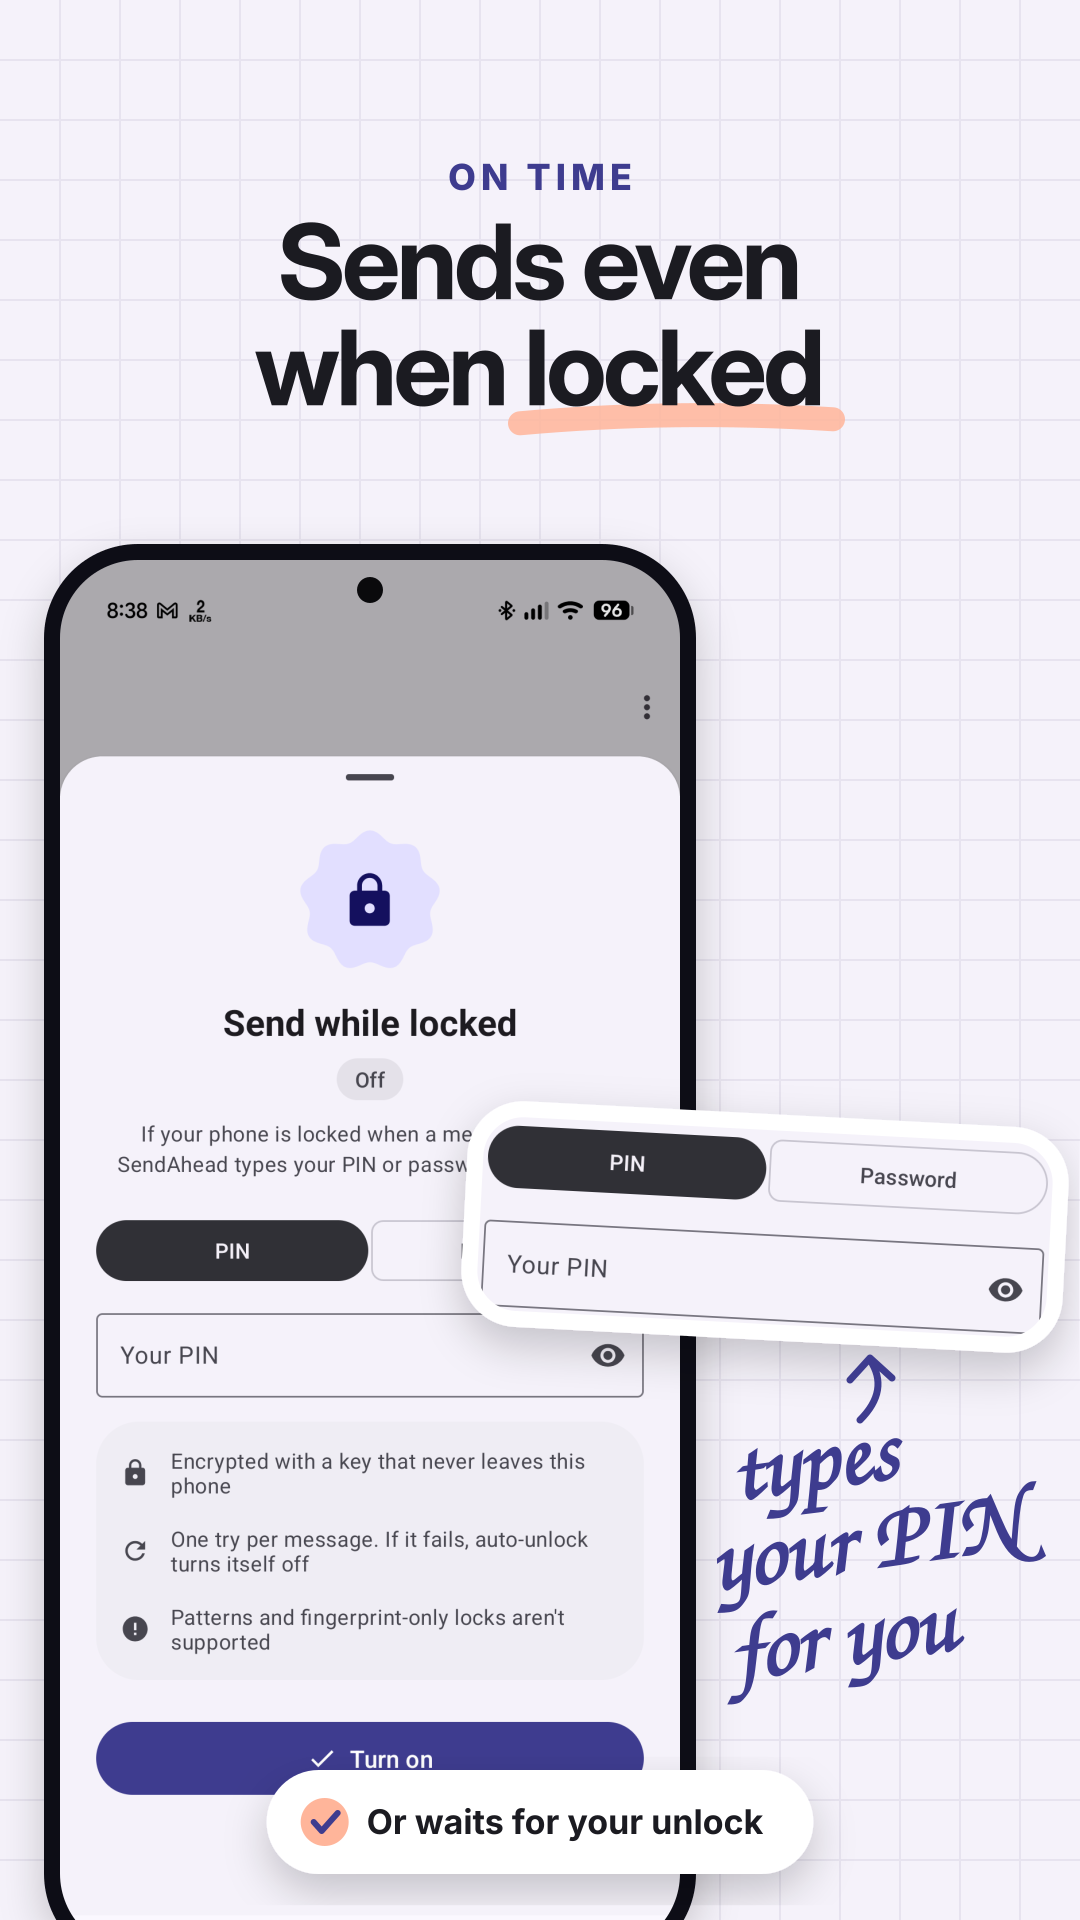 ON TIME
Sends even
when locked
8:38
2
KB/s
96
Send while locked
Off
If your phone is locked when a me
SendAhead types your PIN or passw
PIN
Your PIN
PIN
Password
Your PIN
Encrypted with a key that never leaves this
phone
One try per message. If it fails, auto-unlock
turns itself off
Patterns and fingerprint-only locks aren't
supported
types
your PIN
for you
Turn on
Or waits for your unlock